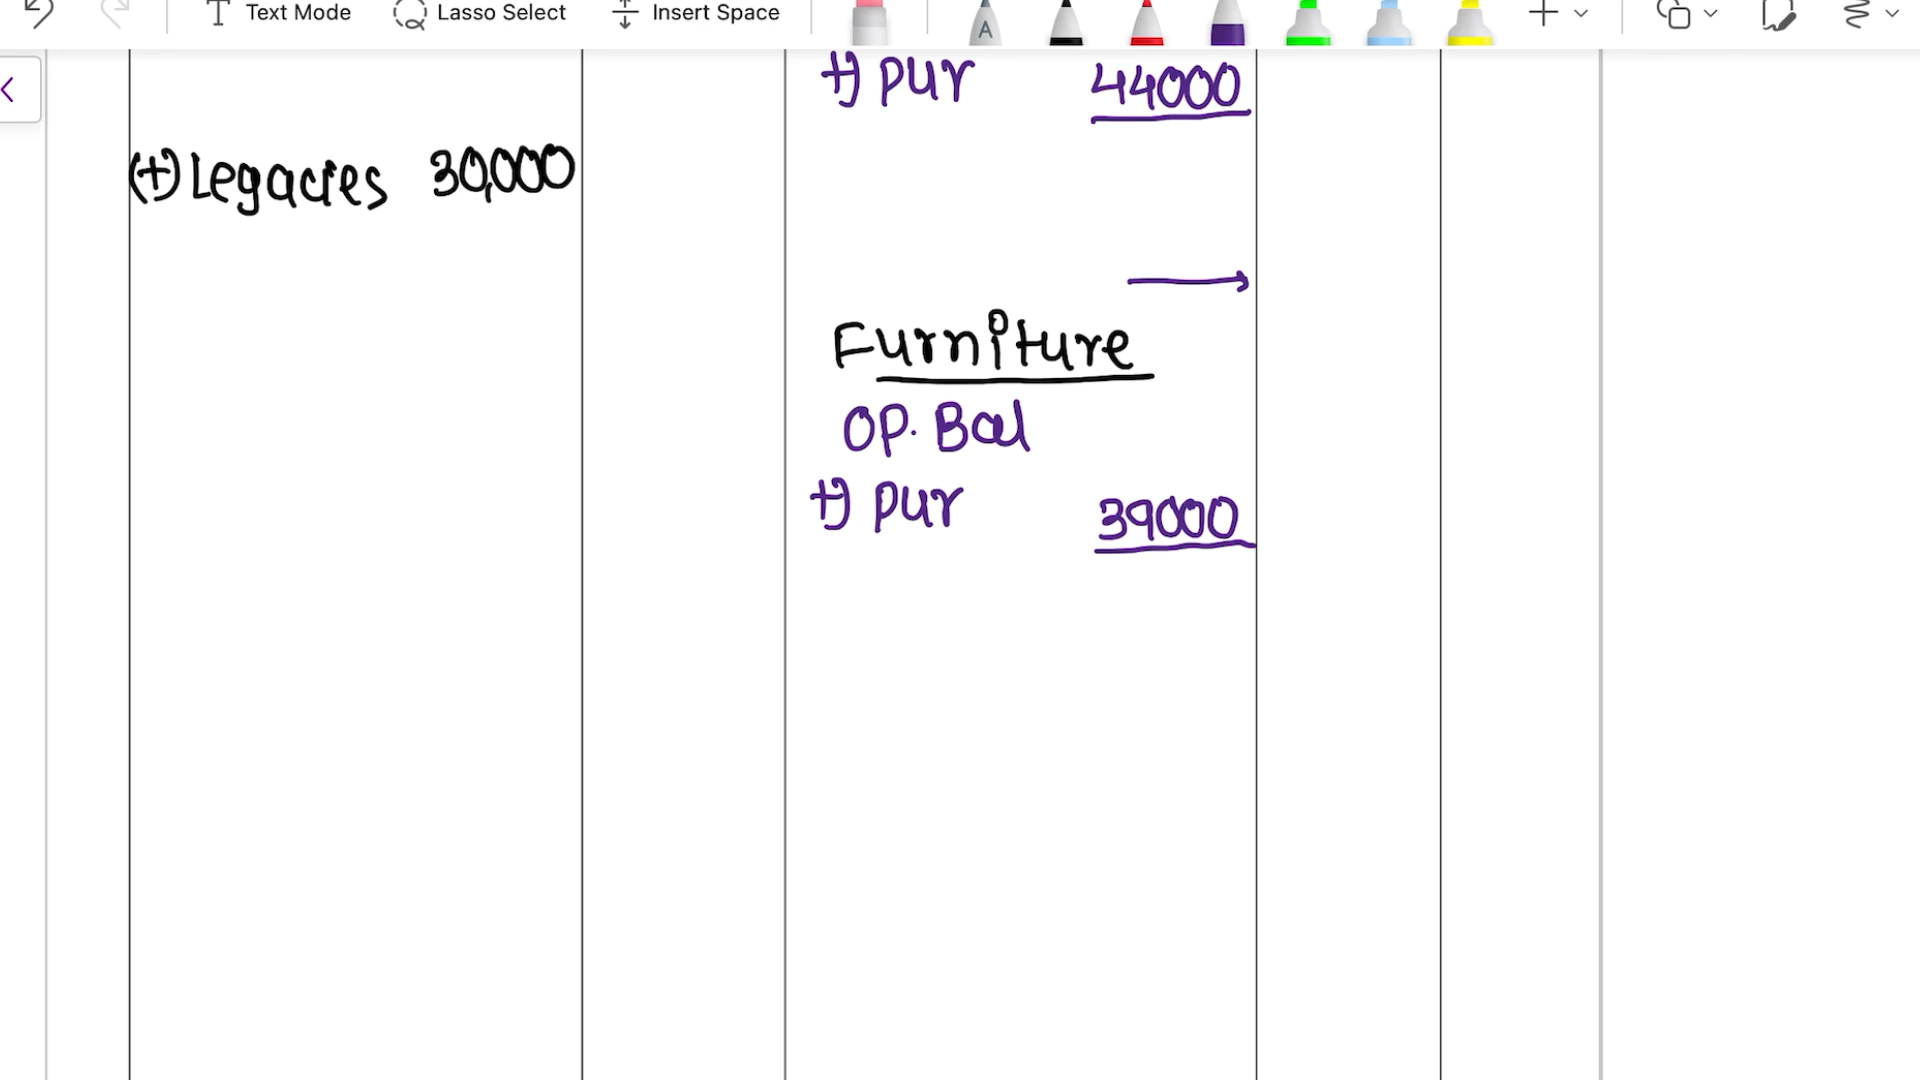 Text Mode Lasso Select Insert Space
A
+) pur 44000
(+) Legacies 30,000
Furniture
OP. Bal
+) pur 39000